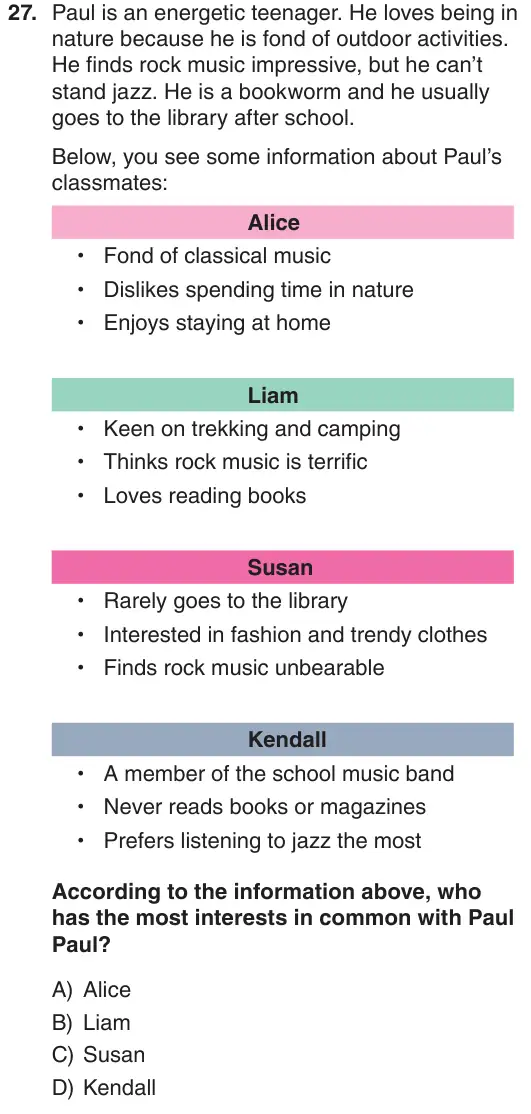 27. Paul is an energetic teenager. He loves being in
nature because he is fond of outdoor activities.
He finds rock music impressive, but he can't
stand jazz. He is a bookworm and he usually
goes to the library after school.
Below, you see some information about Paul's
classmates:
Alice
• Fond of classical music
• Dislikes spending time in nature
• Enjoys staying at home
Liam
• Keen on trekking and camping
• Thinks rock music is terrific
• Loves reading books
Susan
• Rarely goes to the library
• Interested in fashion and trendy clothes
• Finds rock music unbearable
Kendall
• A member of the school music band
• Never reads books or magazines
• Prefers listening to jazz the most
According to the information above, who
has the most interests in common with Paul
Paul?
A) Alice
B) Liam
C) Susan
D) Kendall